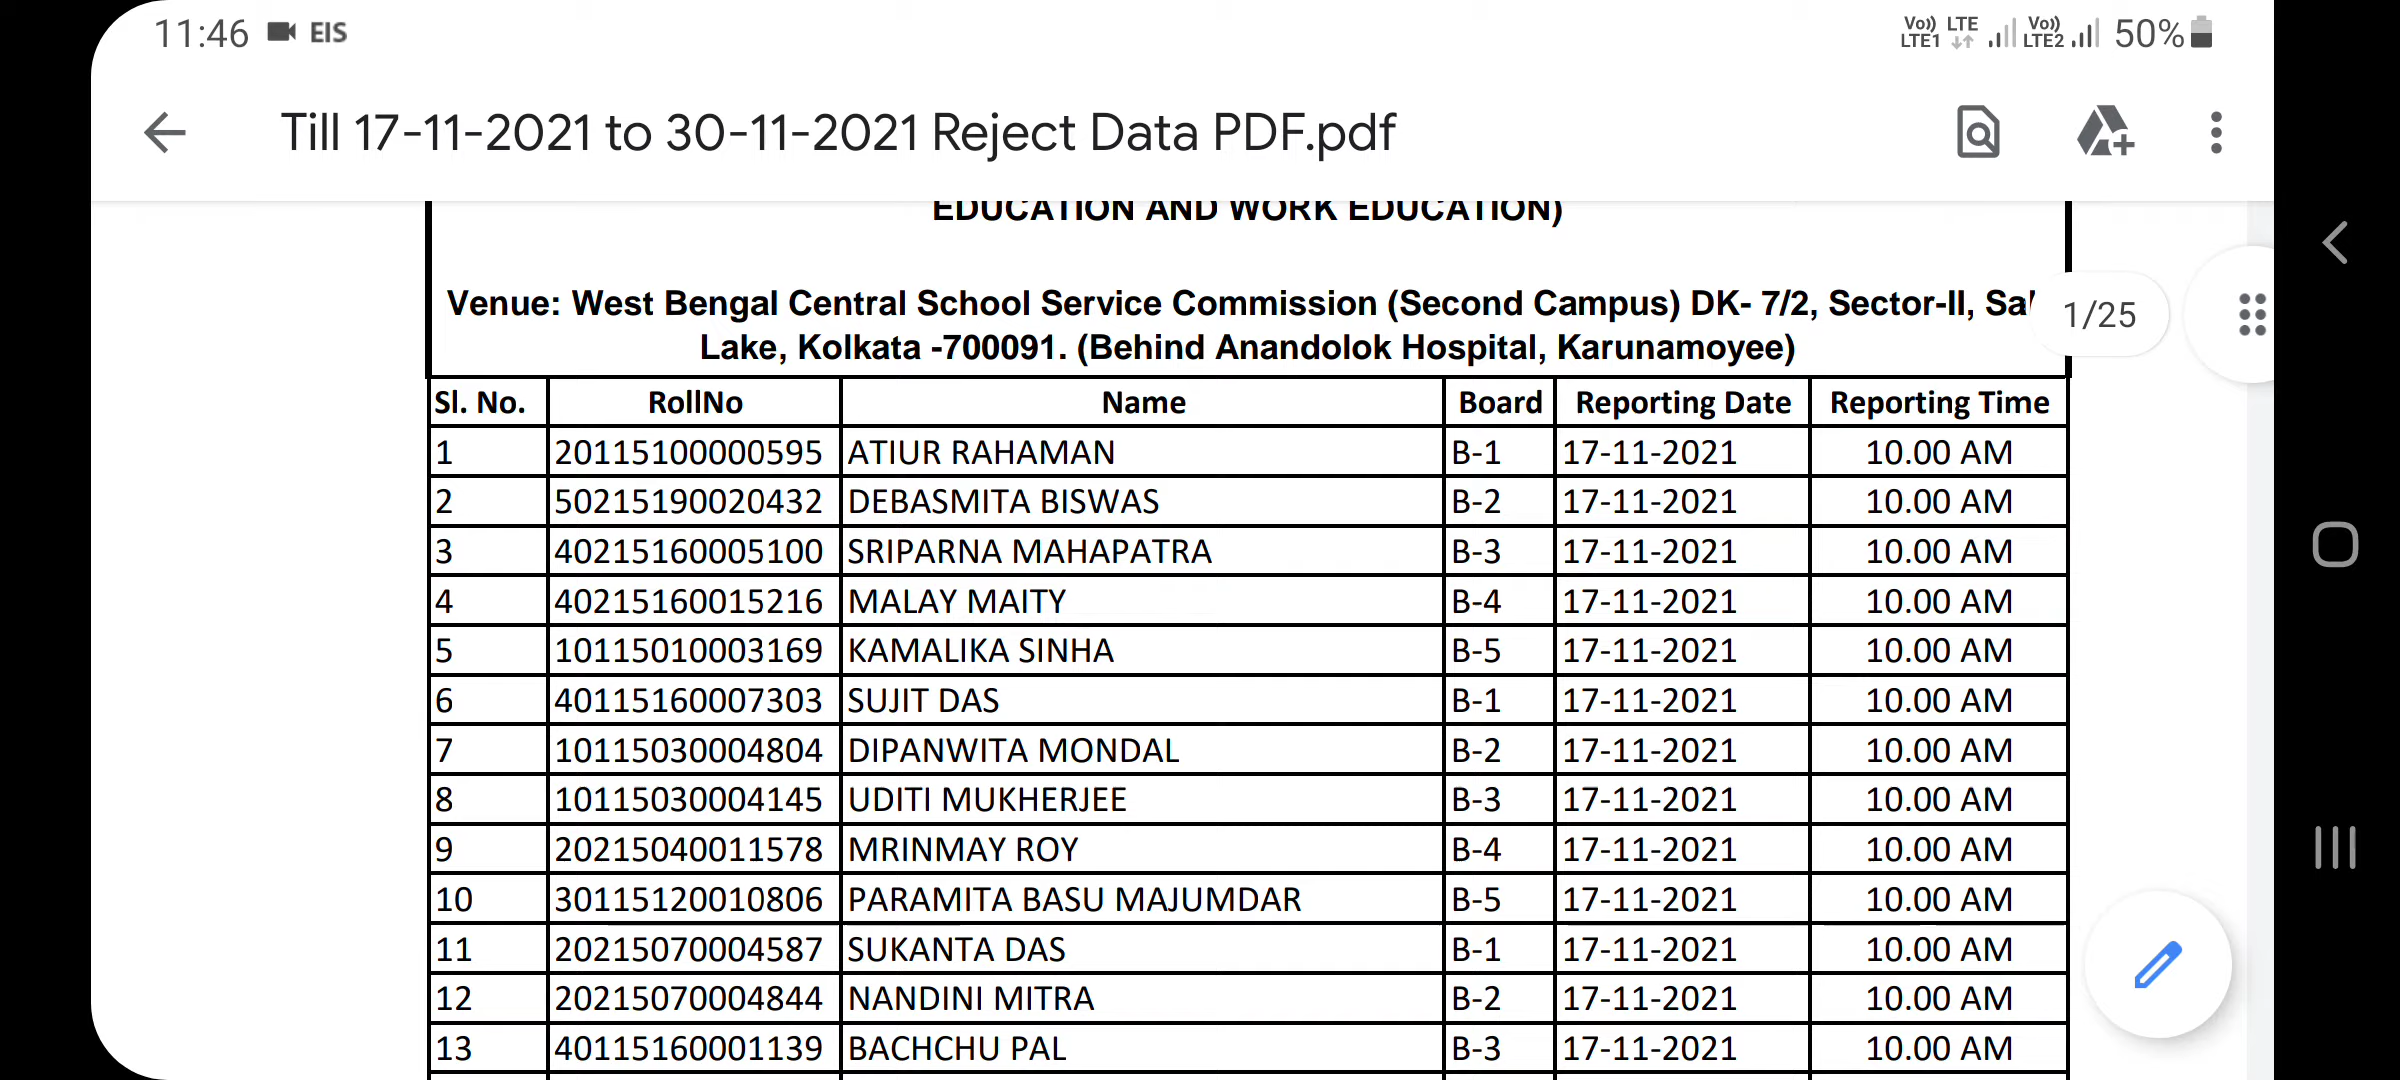 11:46 EIS Vo)) LTE1 LTE Vo)) LTE2 50%
Till 17-11-2021 to 30-11-2021 Reject Data PDF.pdf
EDUCATION AND WORK EDUCATION)
Venue: West Bengal Central School Service Commission (Second Campus) DK- 7/2, Sector-II, Sal
1/25
Lake, Kolkata -700091. (Behind Anandolok Hospital, Karunamoyee)
Sl. No. RollNo Name Board Reporting Date Reporting Time
1 20115100000595 ATIUR RAHAMAN B-1 17-11-2021 10.00 AM
2 50215190020432 DEBASMITA BISWAS B-2 17-11-2021 10.00 AM
3 40215160005100 SRIPARNA MAHAPATRA B-3 17-11-2021 10.00 AM
4 40215160015216 MALAY MAITY B-4 17-11-2021 10.00 AM
5 10115010003169 KAMALIKA SINHA B-5 17-11-2021 10.00 AM
6 40115160007303 SUJIT DAS B-1 17-11-2021 10.00 AM
7 10115030004804 DIPANWITA MONDAL B-2 17-11-2021 10.00 AM
8 10115030004145 UDITI MUKHERJEE B-3 17-11-2021 10.00 AM
9 20215040011578 MRINMAY ROY B-4 17-11-2021 10.00 AM
10 30115120010806 PARAMITA BASU MAJUMDAR B-5 17-11-2021 10.00 AM
11 20215070004587 SUKANTA DAS B-1 17-11-2021 10.00 AM
12 20215070004844 NANDINI MITRA B-2 17-11-2021 10.00 AM
13 40115160001139 BACHCHU PAL B-3 17-11-2021 10.00 AM